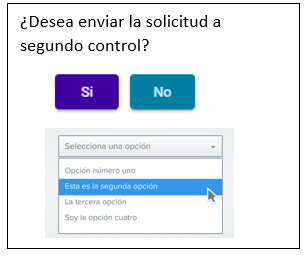 ¿Desea enviar la solicitud a
segundo control?
Si No
Selecciona una opción
Opción número uno
Esta es la segunda opción
La tercera opción
Soy la opción cuatro